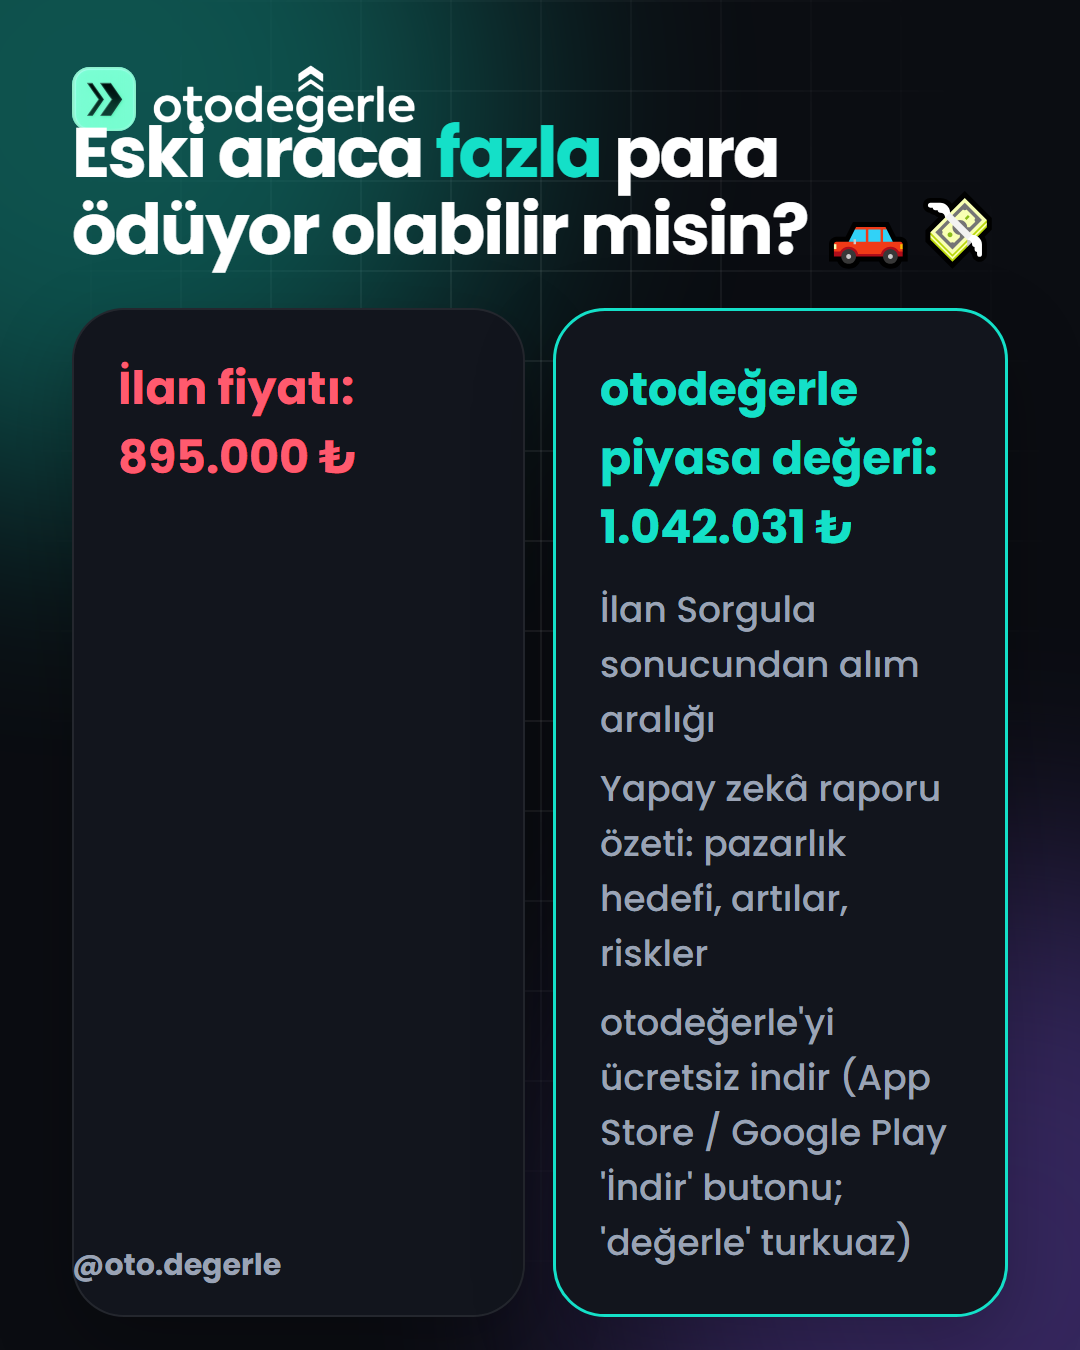 otodeğerle
Eski araca fazla para
ödüyor olabilir misin?
İlan fiyatı:
895.000 ₺
otodeğerle
piyasa değeri:
1.042.031 ₺
İlan Sorgula
sonucundan alım
aralığı
Yapay zekâ raporu
özeti: pazarlık
hedefi, artılar,
riskler
otodeğerle'yi
ücretsiz indir (App
Store / Google Play
'İndir' butonu;
'değerle' turkuaz)
@oto.degerle